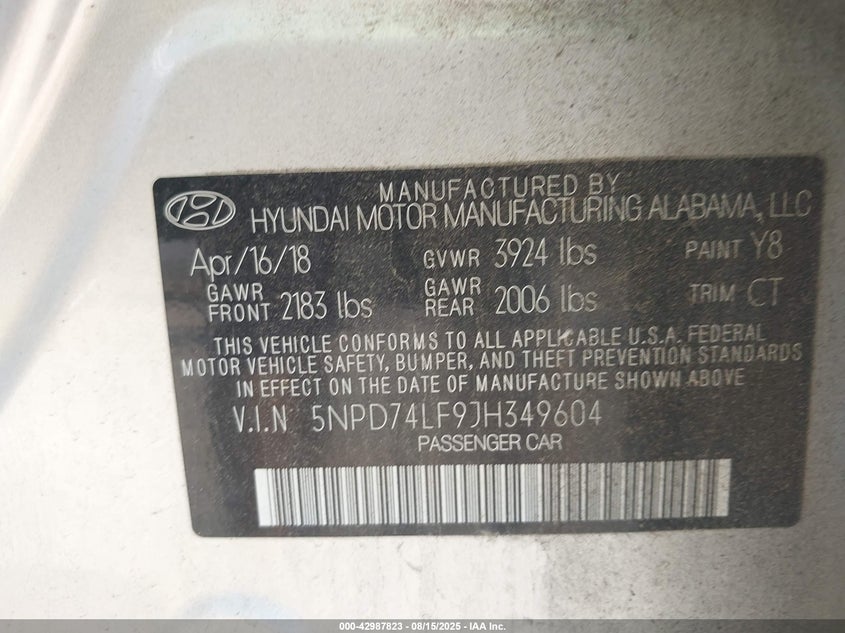 MANUFACTURED BY
HYUNDAI MOTOR MANUFACTURING ALABAMA, LLC
Apr/16/18 GVWR 3924 lbs PAINT Y8
GAWR FRONT 2183 lbs GAWR REAR 2006 lbs TRIM CT
THIS VEHICLE CONFORMS TO ALL APPLICABLE U.S.A. FEDERAL
MOTOR VEHICLE SAFETY, BUMPER, AND THEFT PREVENTION STANDARDS
IN EFFECT ON THE DATE OF MANUFACTURE SHOWN ABOVE
V.I.N 5NPD74LF9JH349604
PASSENGER CAR
000-42987823 - 08/15/2025 - IAA Inc.